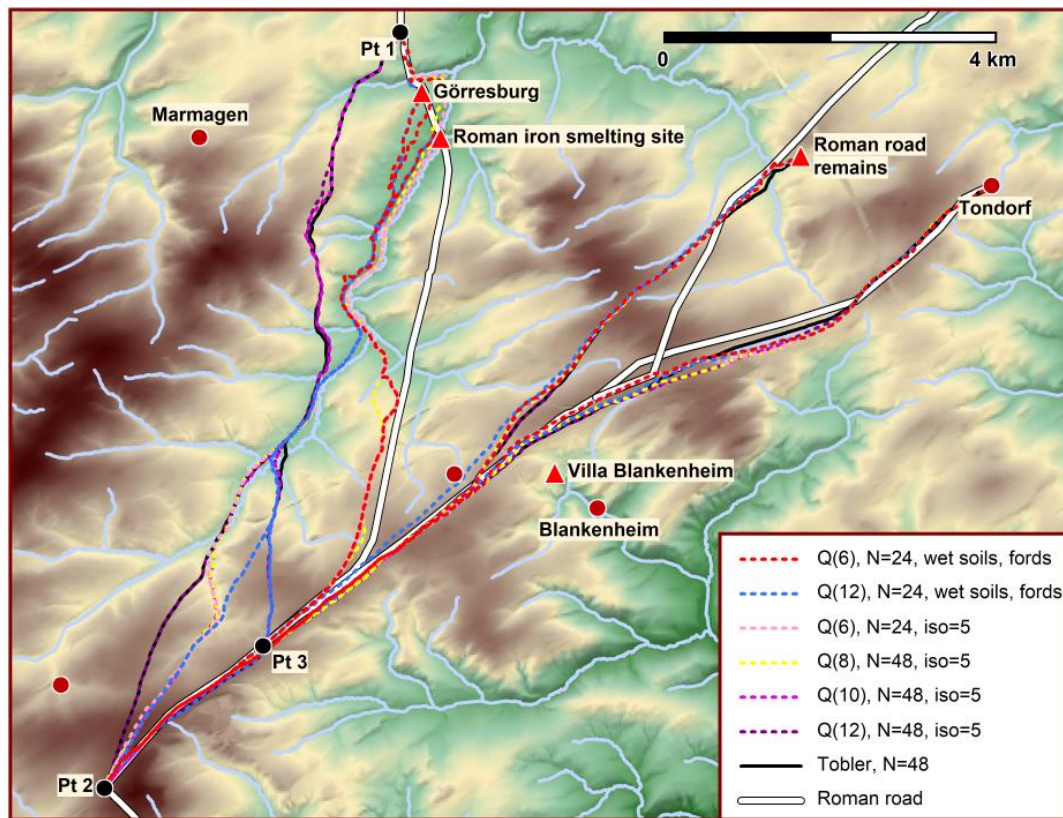 Pt 1
0
4 km
Görresburg
Marmagen
Roman iron smelting site
Roman road
remains
Tondorf
Villa Blankenheim
Blankenheim
Pt 3
Pt 2
Q(6), N=24, wet soils, fords
Q(12), N=24, wet soils, fords
Q(6), N=24, iso=5
Q(8), N=48, iso=5
Q(10), N=48, iso=5
Q(12), N=48, iso=5
Tobler, N=48
Roman road